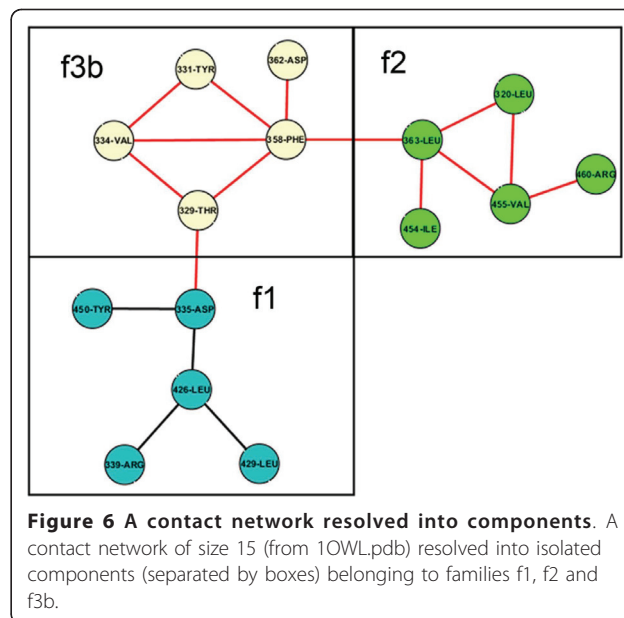 f3b
331-TYR
362-ASP
334-VAL
358-PHE
329-THR
f2
320-LEU
363-LEU
460-ARG
455-VAL
454-ILE
f1
450-TYR
335-ASP
426-LEU
339-ARG
429-LEU
Figure 6 A contact network resolved into components. A
contact network of size 15 (from 1OWL.pdb) resolved into isolated
components (separated by boxes) belonging to families f1, f2 and
f3b.